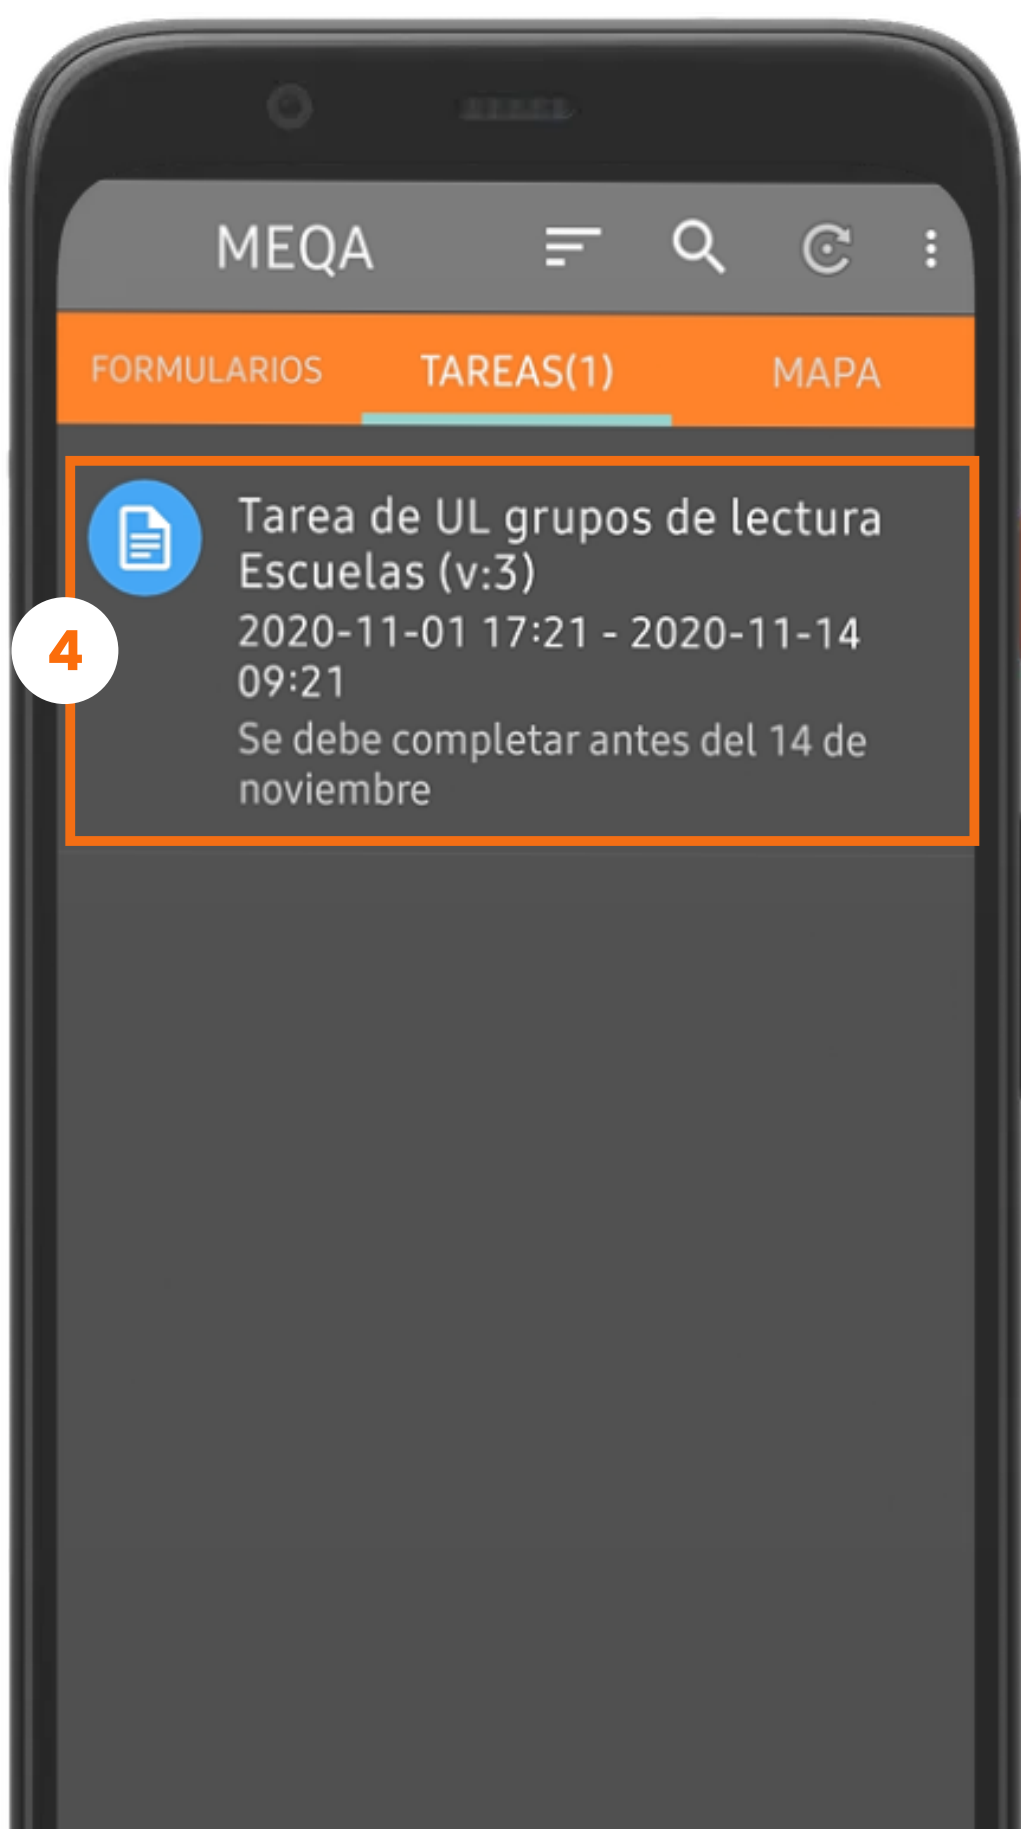 MEQA
FORMULARIOS TAREAS(1) MAPA
Tarea de UL grupos de lectura
Escuelas (v:3)
2020-11-01 17:21 - 2020-11-14
09:21
4
Se debe completar antes del 14 de
noviembre